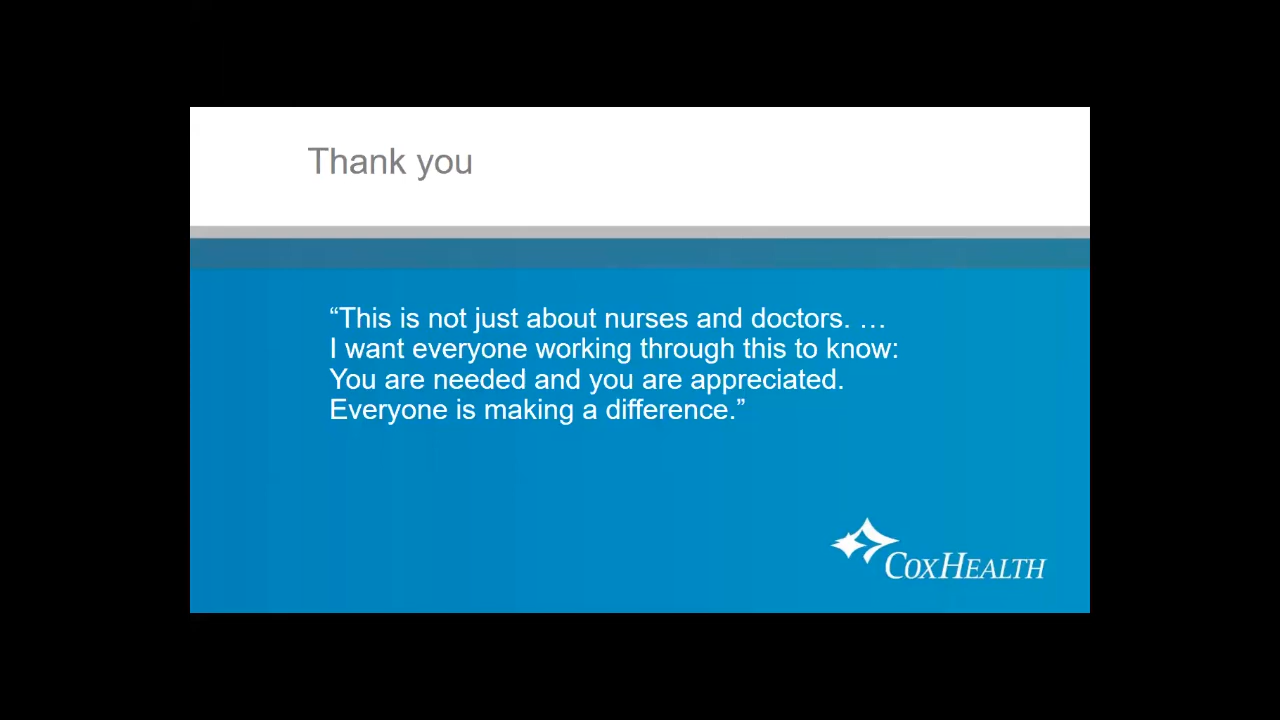 Thank you
“This is not just about nurses and doctors. …
I want everyone working through this to know:
You are needed and you are appreciated.
Everyone is making a difference.”
COXHEALTH